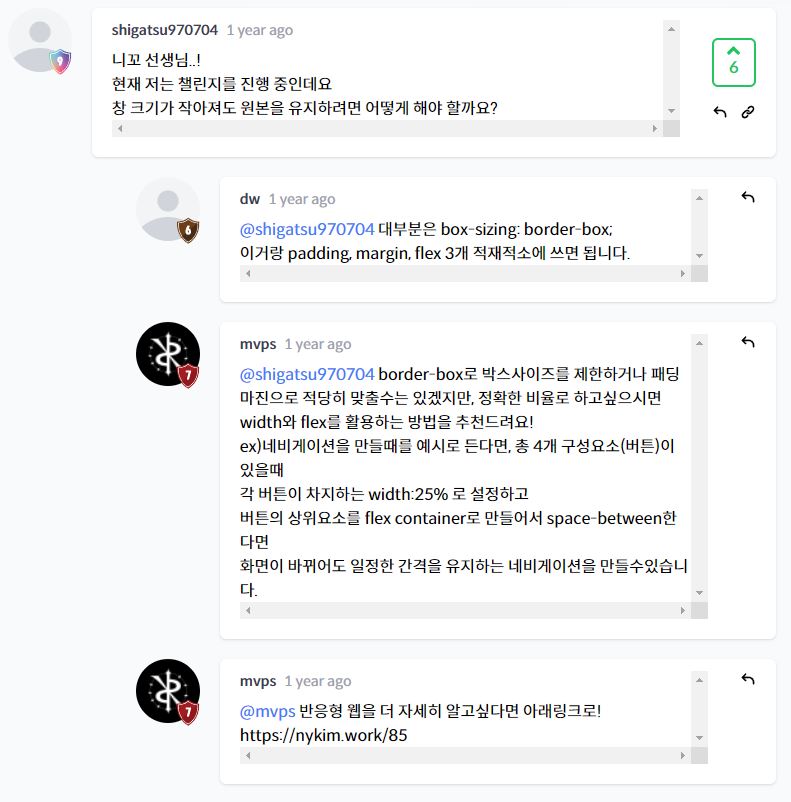 shigatsu970704 1 year ago
니꼬 선생님..!
현재 저는 챌린지를 진행 중인데요
창 크기가 작아져도 원본을 유지하려면 어떻게 해야 할까요?
6
9
dw 1 year ago
@shigatsu970704 대부분은 box-sizing: border-box;
이거랑 padding, margin, flex 3개 적재적소에 쓰면 됩니다.
6
mvps 1 year ago
@shigatsu970704 border-box로 박스사이즈를 제한하거나 패딩
마진으로 적당히 맞출수는 있겠지만, 정확한 비율로 하고싶으시면
width와 flex를 활용하는 방법을 추천드려요!
ex)네비게이션을 만들때를 예시로 든다면, 총 4개 구성요소(버튼)이
있을때
각 버튼이 차지하는 width:25% 로 설정하고
버튼의 상위요소를 flex container로 만들어서 space-between한
다면
화면이 바뀌어도 일정한 간격을 유지하는 네비게이션을 만들수있습니
다.
7
mvps 1 year ago
@mvps 반응형 웹을 더 자세히 알고싶다면 아래링크로!
https://nykim.work/85
7